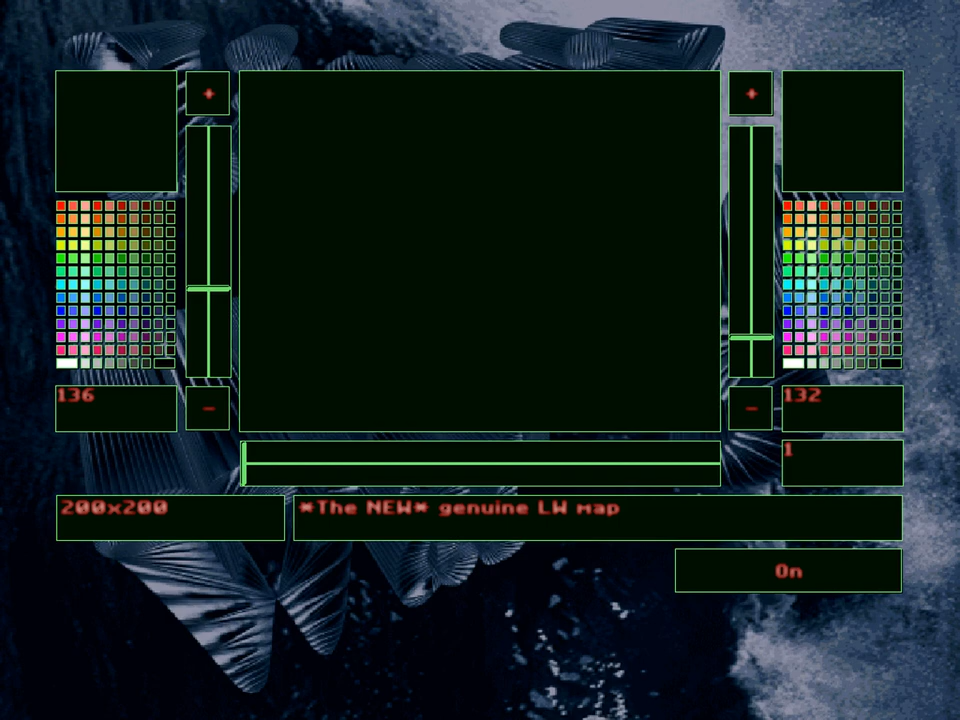 +
+
136
-
-
132
1
200x200
*The NEW* genuine LW map
On